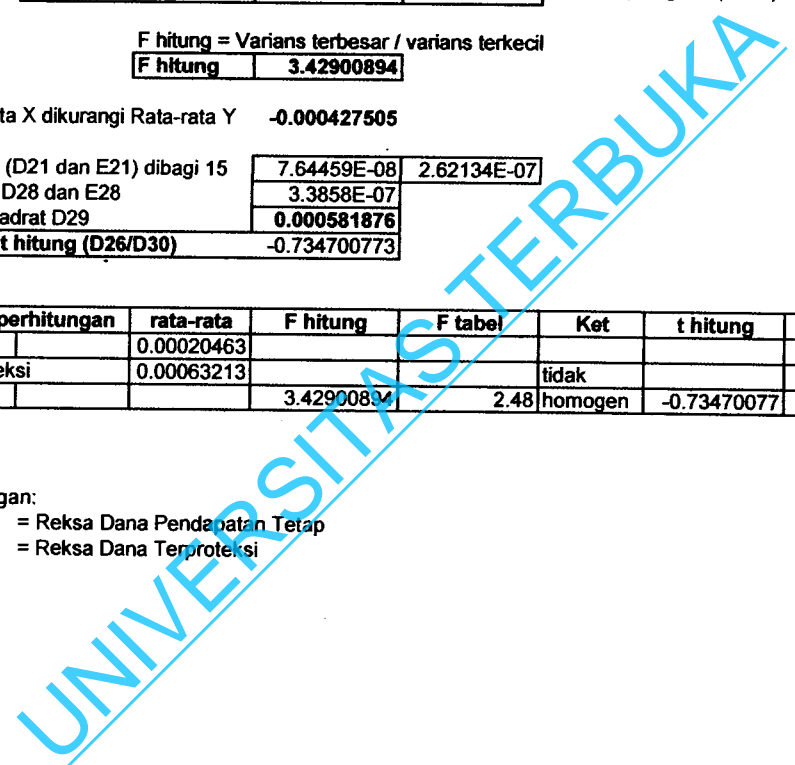 F hitung = Varians terbesar / varians terkecil
F hitung 3.42900894
ta X dikurangi Rata-rata Y -0.000427505
(D21 dan E21) dibagi 15 7.64459E-08 2.62134E-07
D28 dan E28 3.3858E-07
adrat D29 0.000581876
t hitung (D26/D30) -0.734700773
perhitungan rata-rata F hitung F tabel Ket t hitung
0.00020463
eksi 0.00063213 tidak
3.42900894 2.48 homogen -0.73470077
gan:
= Reksa Dana Pendapatan Tetap
= Reksa Dana Terproteksi
UNIVERSITAS TERBUKA